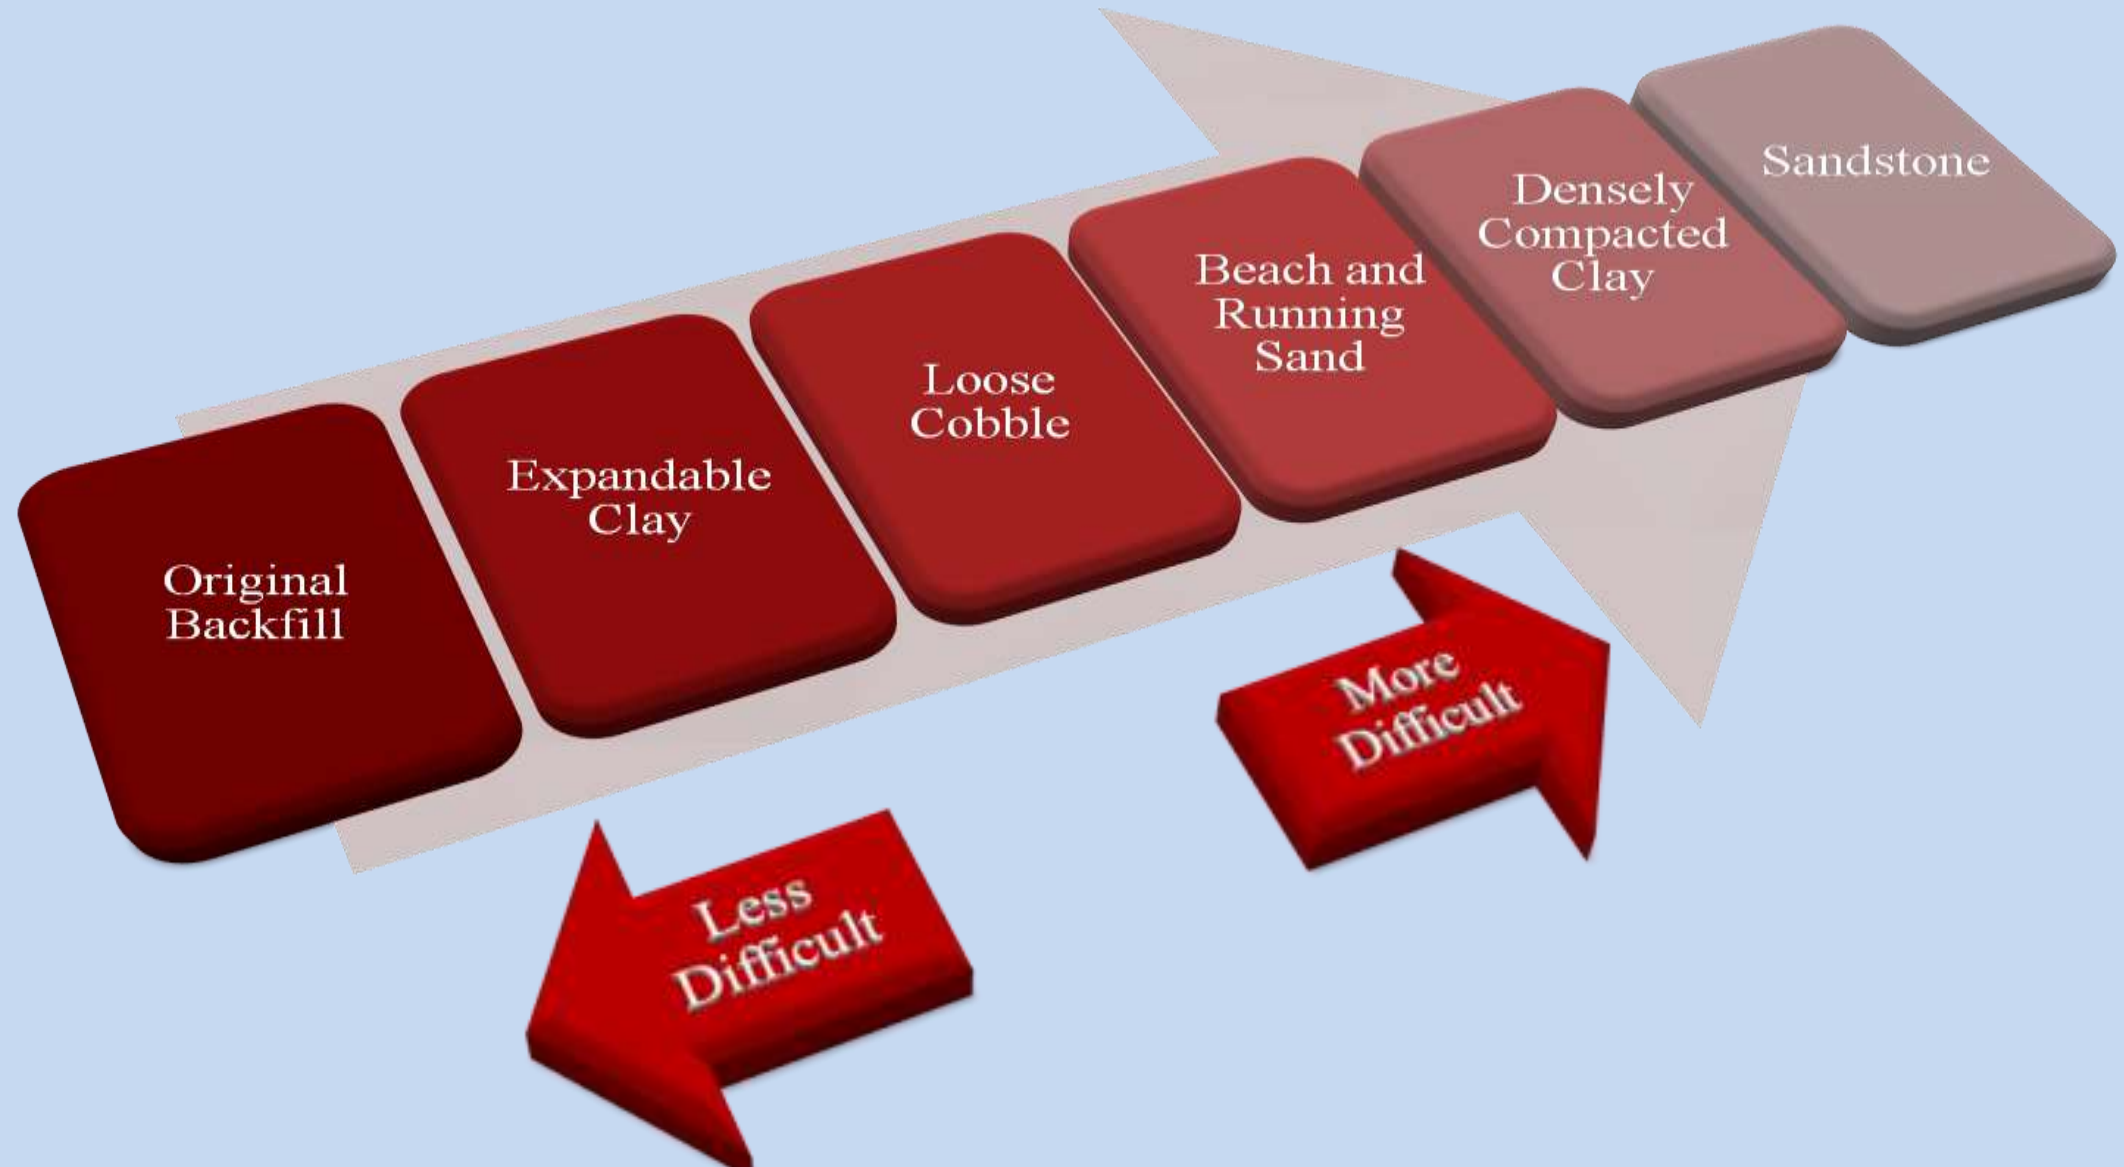 Original
Backfill
Expandable
Clay
Loose
Cobble
Beach and
Running
Sand
Densely
Compacted
Clay
Sandstone
More
Difficult
Less
Difficult